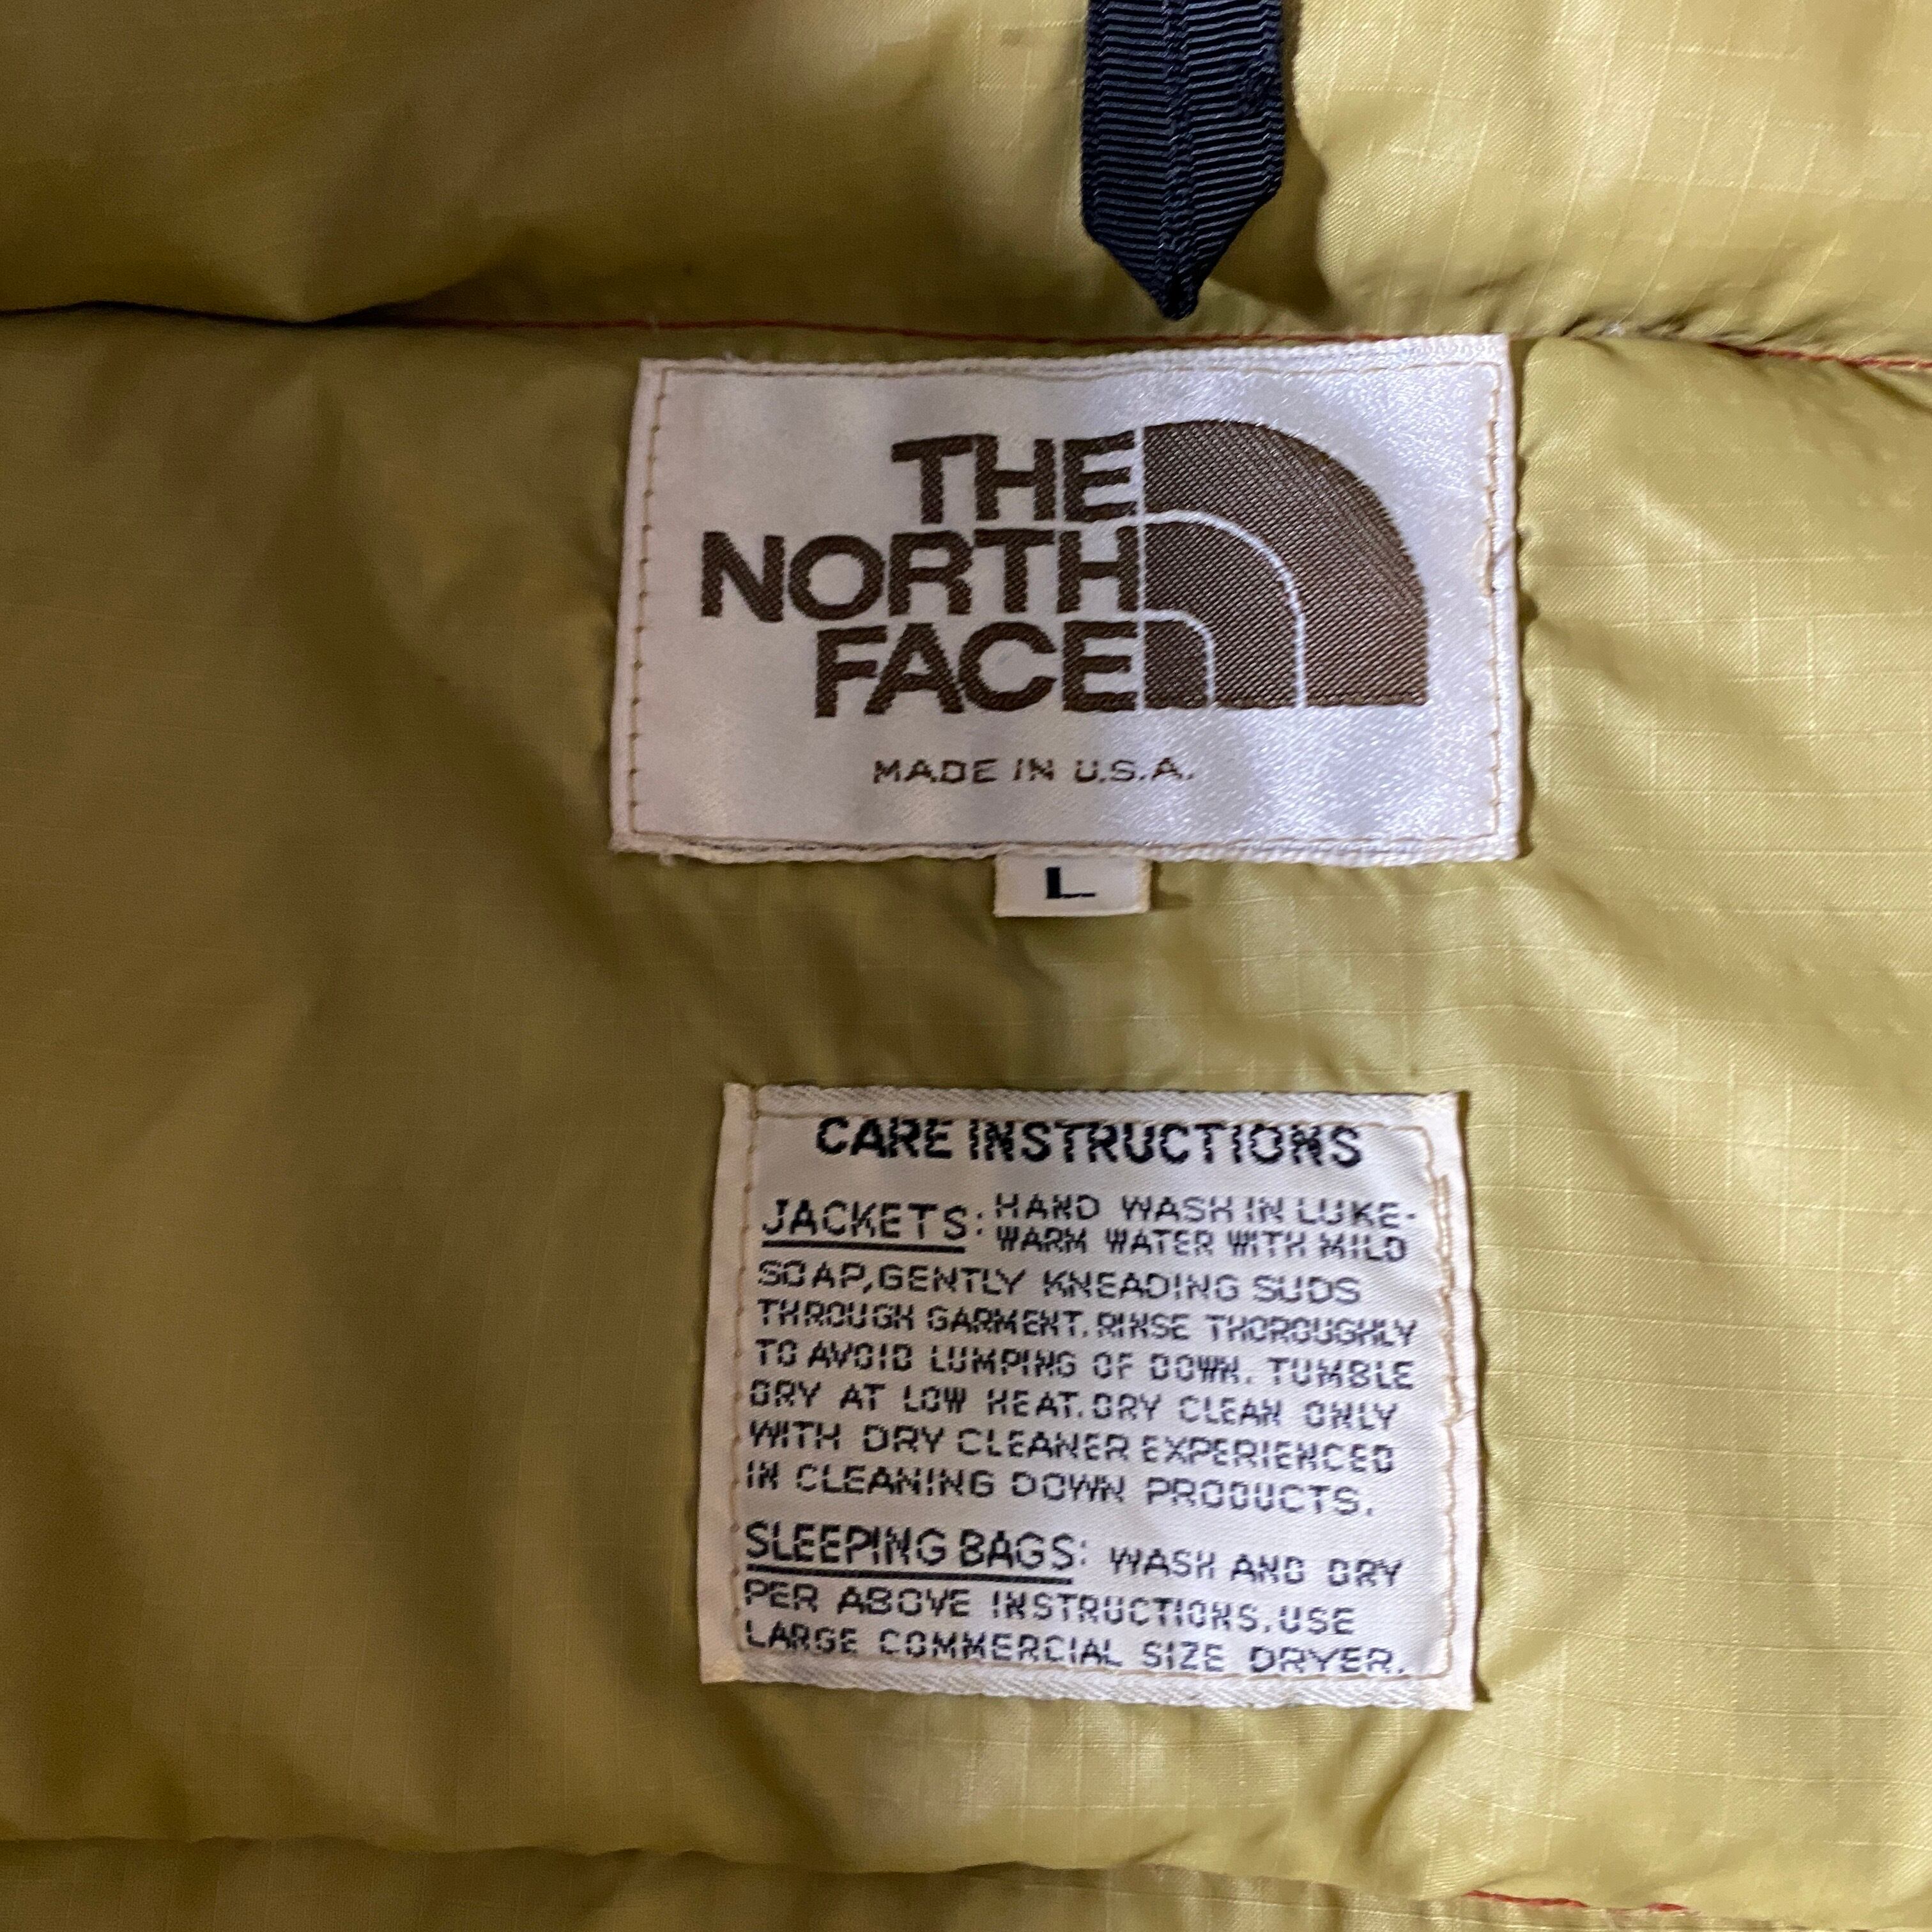 THE
NORTH
FACE
MADE IN U.S.A.
L
CARE INSTRUCTIONS
JACKETS: HAND WASH IN LUKE-
WARM WATER WITH MILD
SOAP, GENTLY KNEADING SUDS
THROUGH GARMENT. RINSE THOROUGHLY
TO AVOID LUMPING OF DOWN. TUMBLE
DRY AT LOW HEAT. DRY CLEAN ONLY
WITH DRY CLEANER EXPERIENCED
IN CLEANING DOWN PRODUCTS.
SLEEPING BAGS: WASH AND DRY
PER ABOVE INSTRUCTIONS. USE
LARGE COMMERCIAL SIZE DRYER.